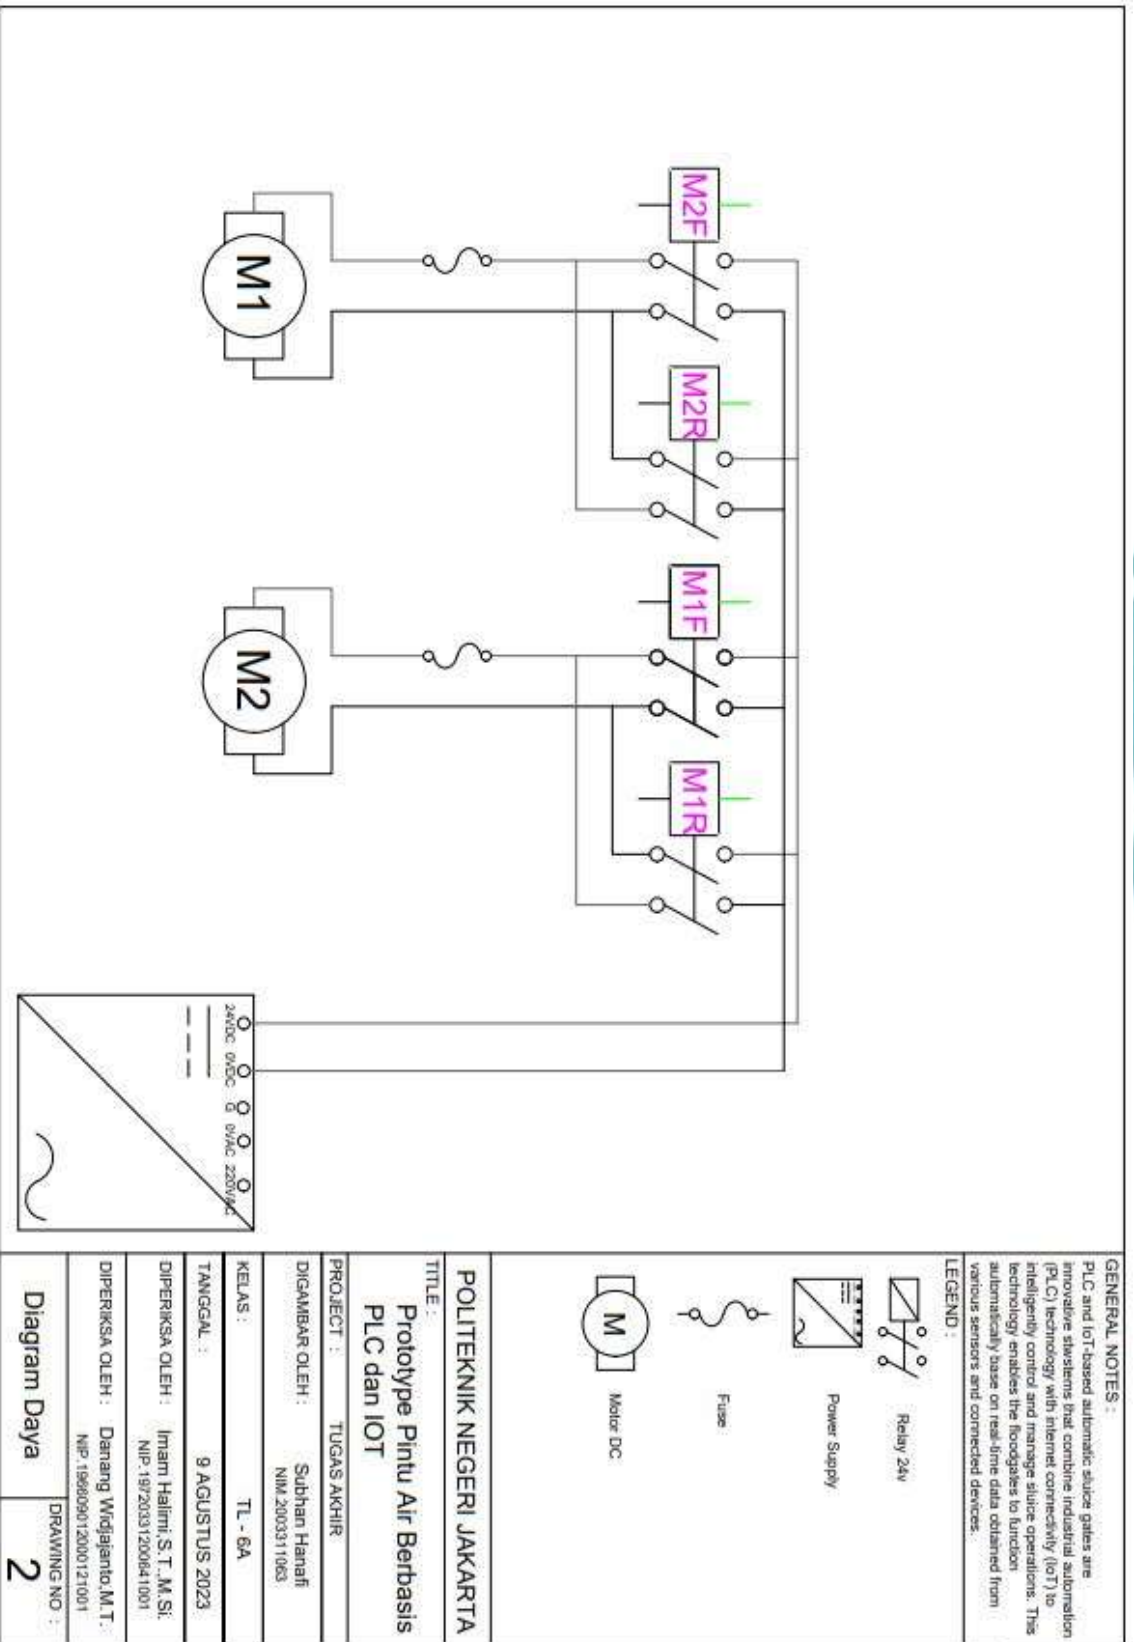 M2F
M2R
M1F
M1R
M1
M2
24VDC 0VDC G 0VAC 220VAC
GENERAL NOTES :
PLC and IoT-based automatic sluice gates are
innovative starstems that combine industrial automation
(PLC) technology with internet connectivity (IoT) to
intelligently control and manage sluice operations. This
technology enables the floodgates to function
automatically base on real-time data obtained from
various sensors and connected devices.
LEGEND :
Relay 24v
Power Supply
Fuse
M
Motor DC
POLITEKNIK NEGERI JAKARTA
TITLE :
Prototype Pintu Air Berbasis
PLC dan IOT
PROJECT : TUGAS AKHIR
DIGAMBAR OLEH : Subhan Hanafi
NIM.2003311063
KELAS : TL - 6A
TANGGAL : 9 AGUSTUS 2023
DIPERIKSA OLEH : Imam Halimi,S.T.,M.Si.
NIP.19720331200641001
DIPERIKSA OLEH : Danang Widjajanto,M.T.
NIP.196609012000121001
Diagram Daya
DRAWING NO :
2